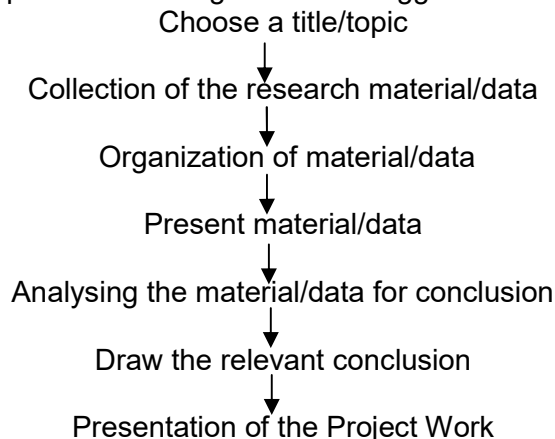 Choose a title/topic
Collection of the research material/data
Organization of material/data
Present material/data
Analysing the material/data for conclusion
Draw the relevant conclusion
Presentation of the Project Work